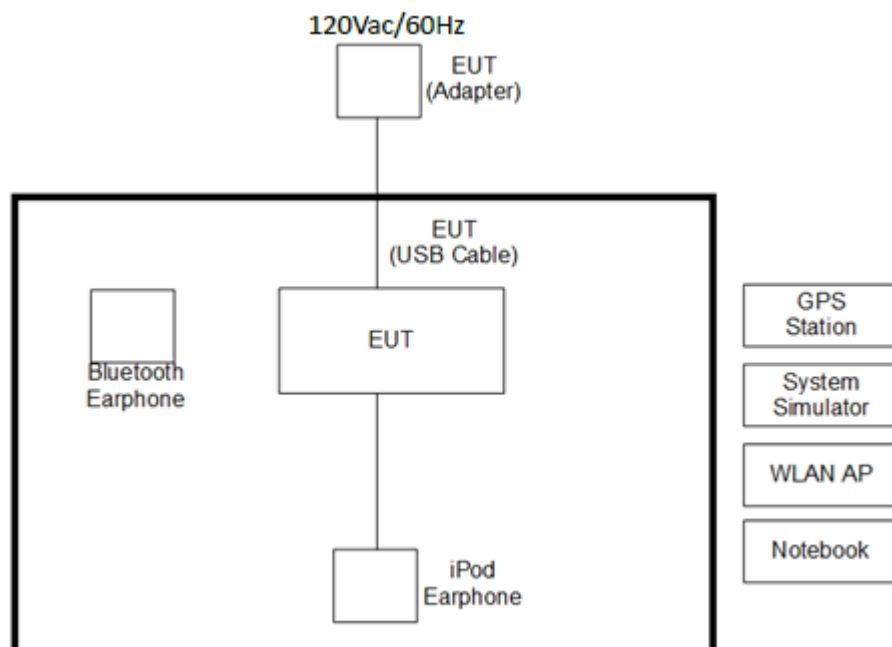 120Vac/60Hz
EUT
(Adapter)
EUT
(USB Cable)
EUT
Bluetooth
Earphone
iPod
Earphone
GPS
Station
System
Simulator
WLAN AP
Notebook